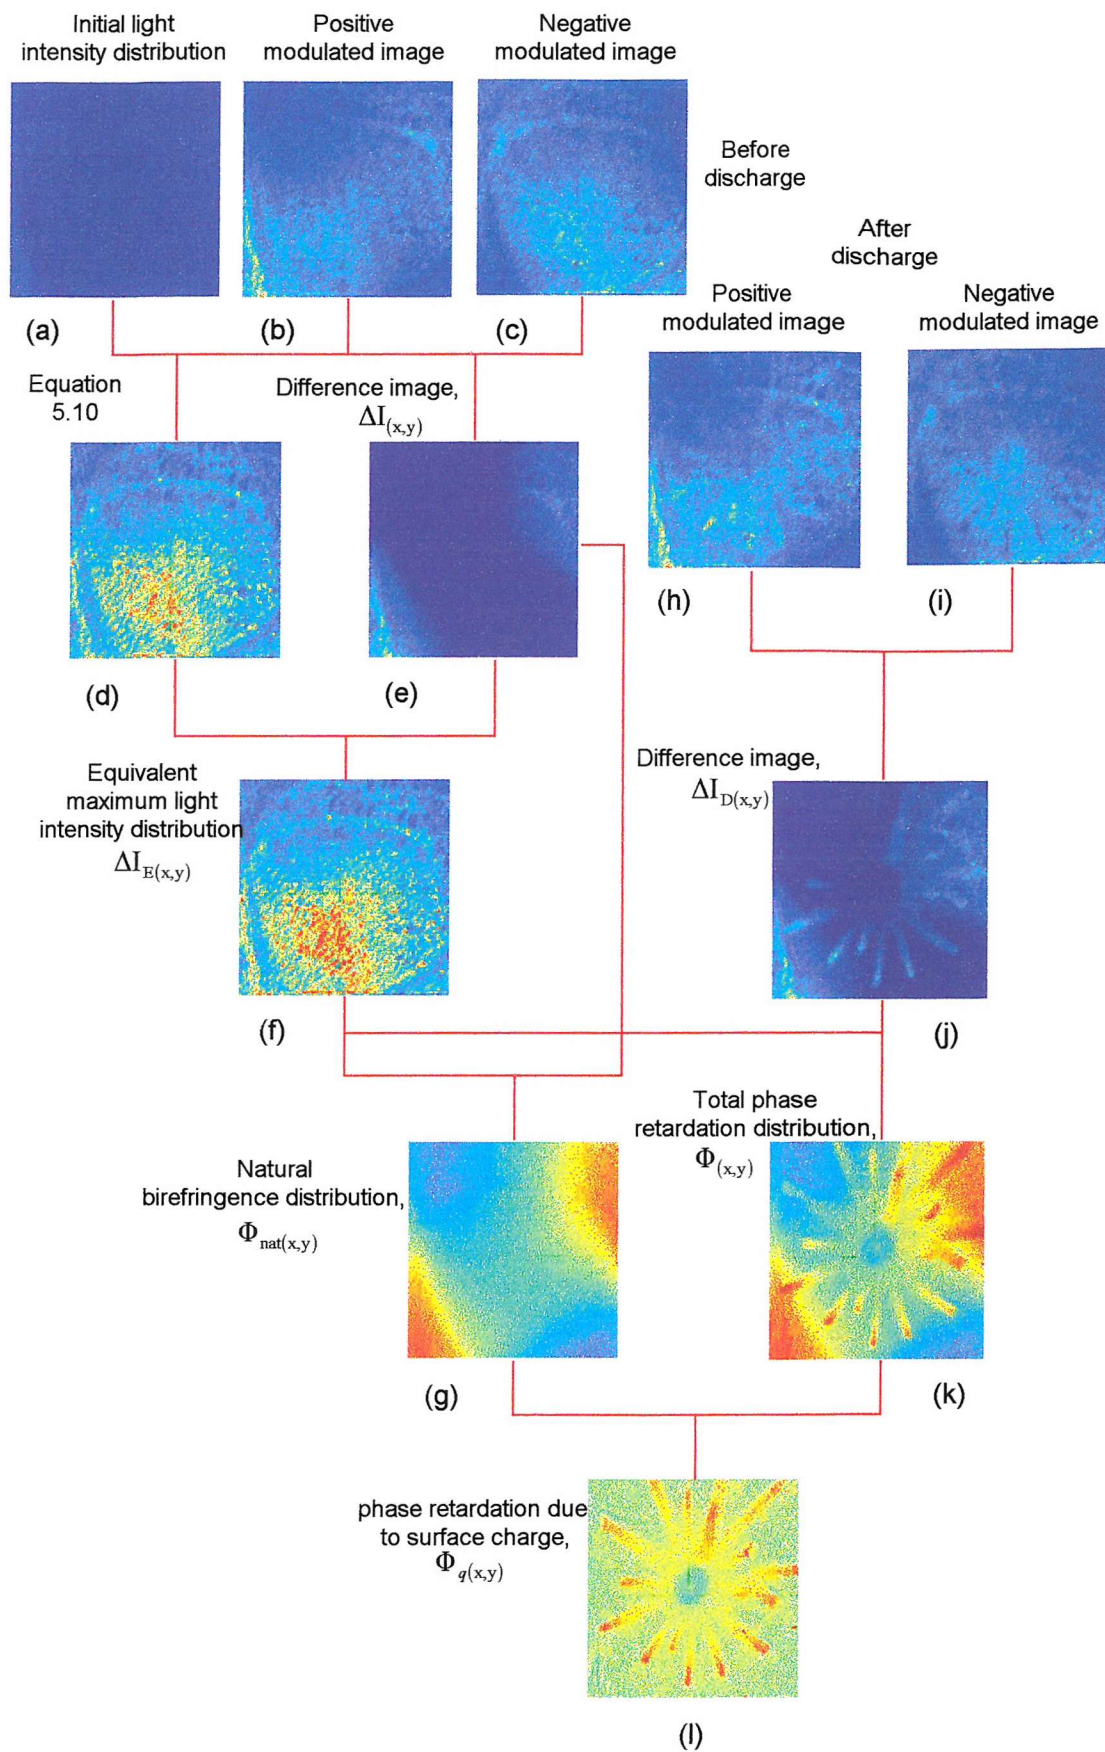 Initial light
intensity distribution
Positive
modulated image
Negative
modulated image
Before
discharge
After
discharge
Positive
modulated image
Negative
modulated image
(a)
(b)
(c)
Equation
5.10
Difference image,
ΔI(x,y)
(h)
(i)
(d)
(e)
Equivalent
maximum light
intensity distribution
ΔIE(x,y)
Difference image,
ΔID(x,y)
(f)
(j)
Natural
birefringence distribution,
Φnat(x,y)
Total phase
retardation distribution,
Φ(x,y)
(g)
(k)
phase retardation due
to surface charge,
Φq(x,y)
(l)